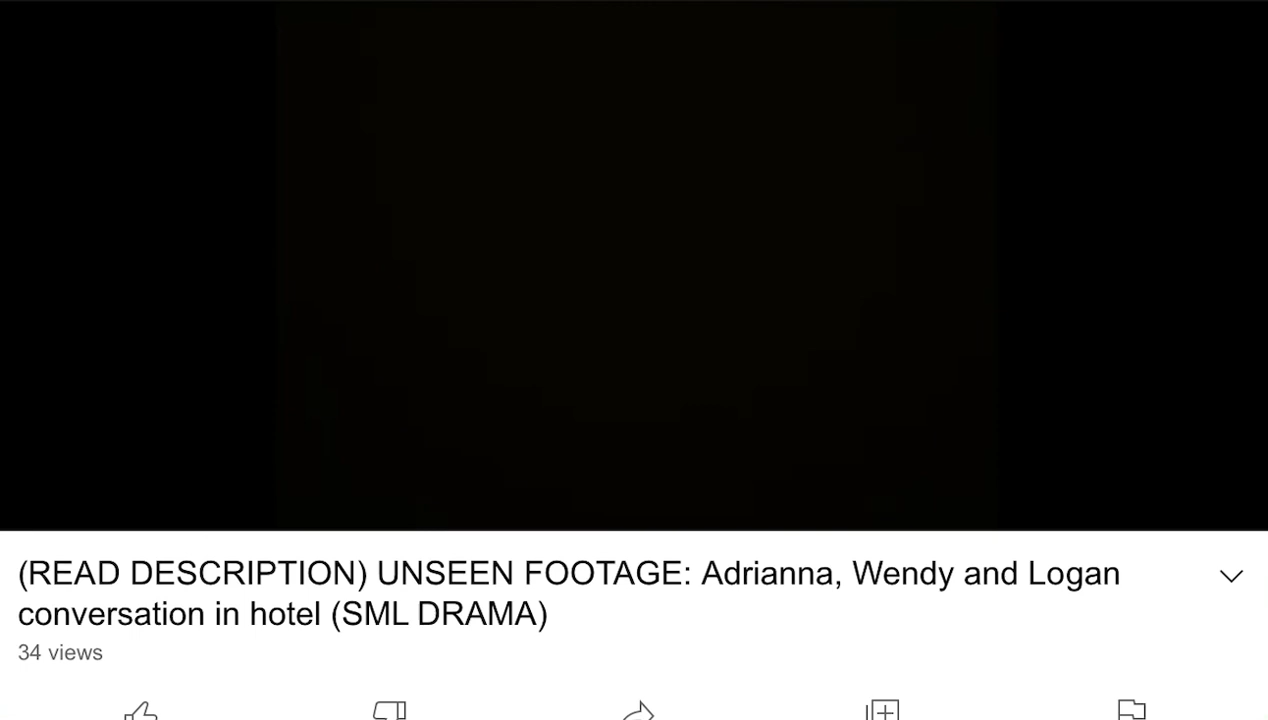 (READ DESCRIPTION) UNSEEN FOOTAGE: Adrianna, Wendy and Logan
conversation in hotel (SML DRAMA)
34 views